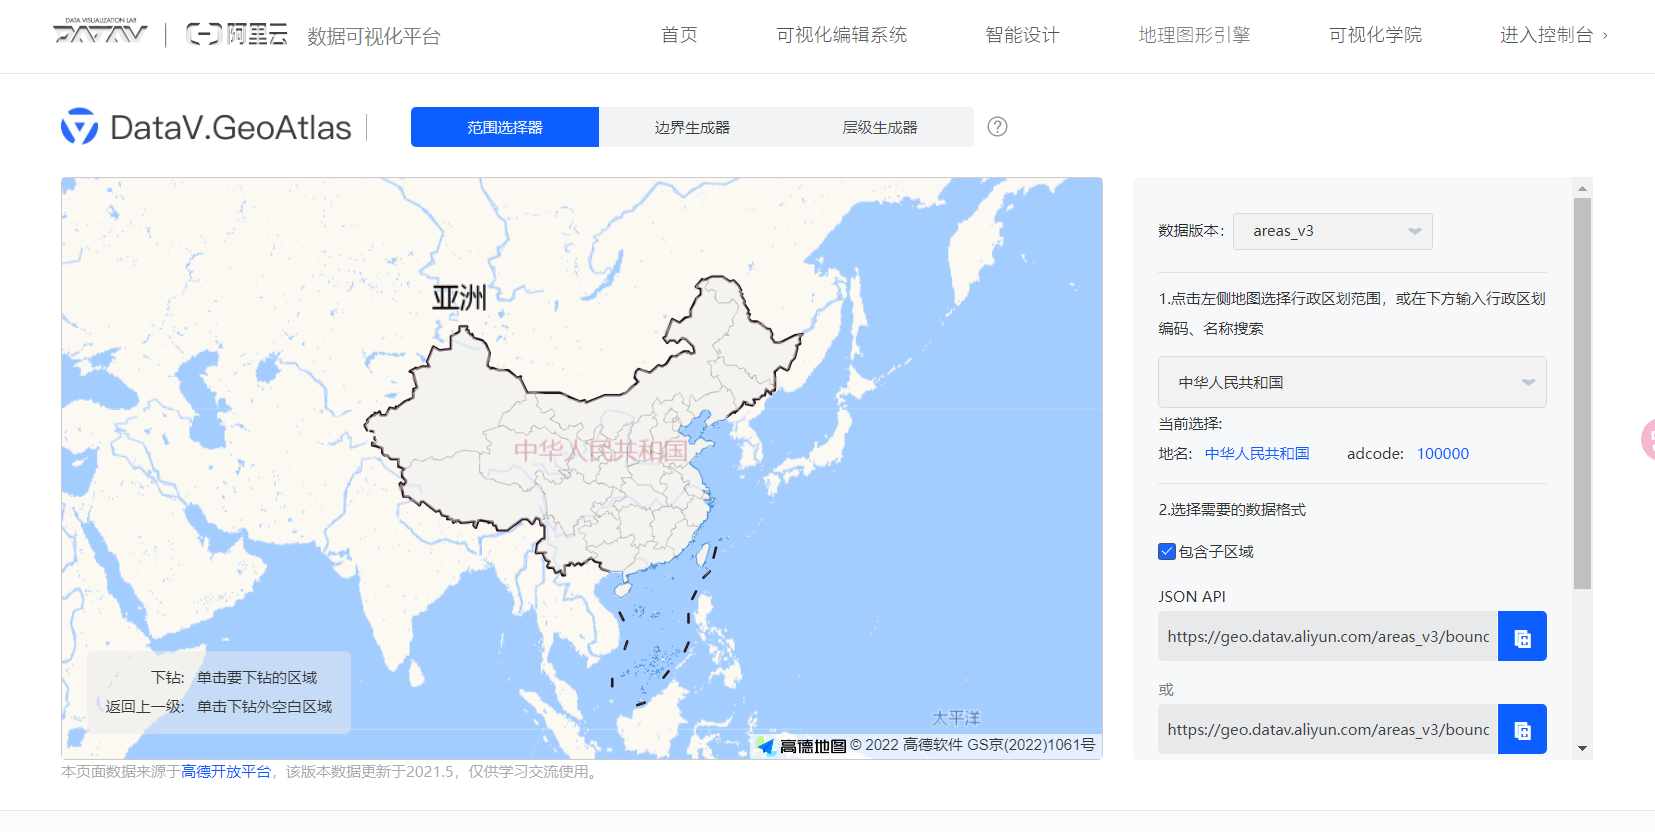 DATA VISUALIZATION LAB
DATAV
阿里云
数据可视化平台
首页
可视化编辑系统
智能设计
地理图形引擎
可视化学院
进入控制台 ›
DataV.GeoAtlas
范围选择器
边界生成器
层级生成器
?
亚洲
中华人民共和国
太平洋
下钻: 单击要下钻的区域
返回上一级: 单击下钻外空白区域
高德地图 © 2022 高德软件 GS京(2022)1061号
本页面数据来源于高德开放平台，该版本数据更新于2021.5，仅供学习交流使用。
数据版本:
areas_v3
1.点击左侧地图选择行政区划范围，或在下方输入行政区划
编码、名称搜索
中华人民共和国
当前选择:
地名: 中华人民共和国 adcode: 100000
2.选择需要的数据格式
包含子区域
JSON API
https://geo.datav.aliyun.com/areas_v3/bounc
或
https://geo.datav.aliyun.com/areas_v3/bounc